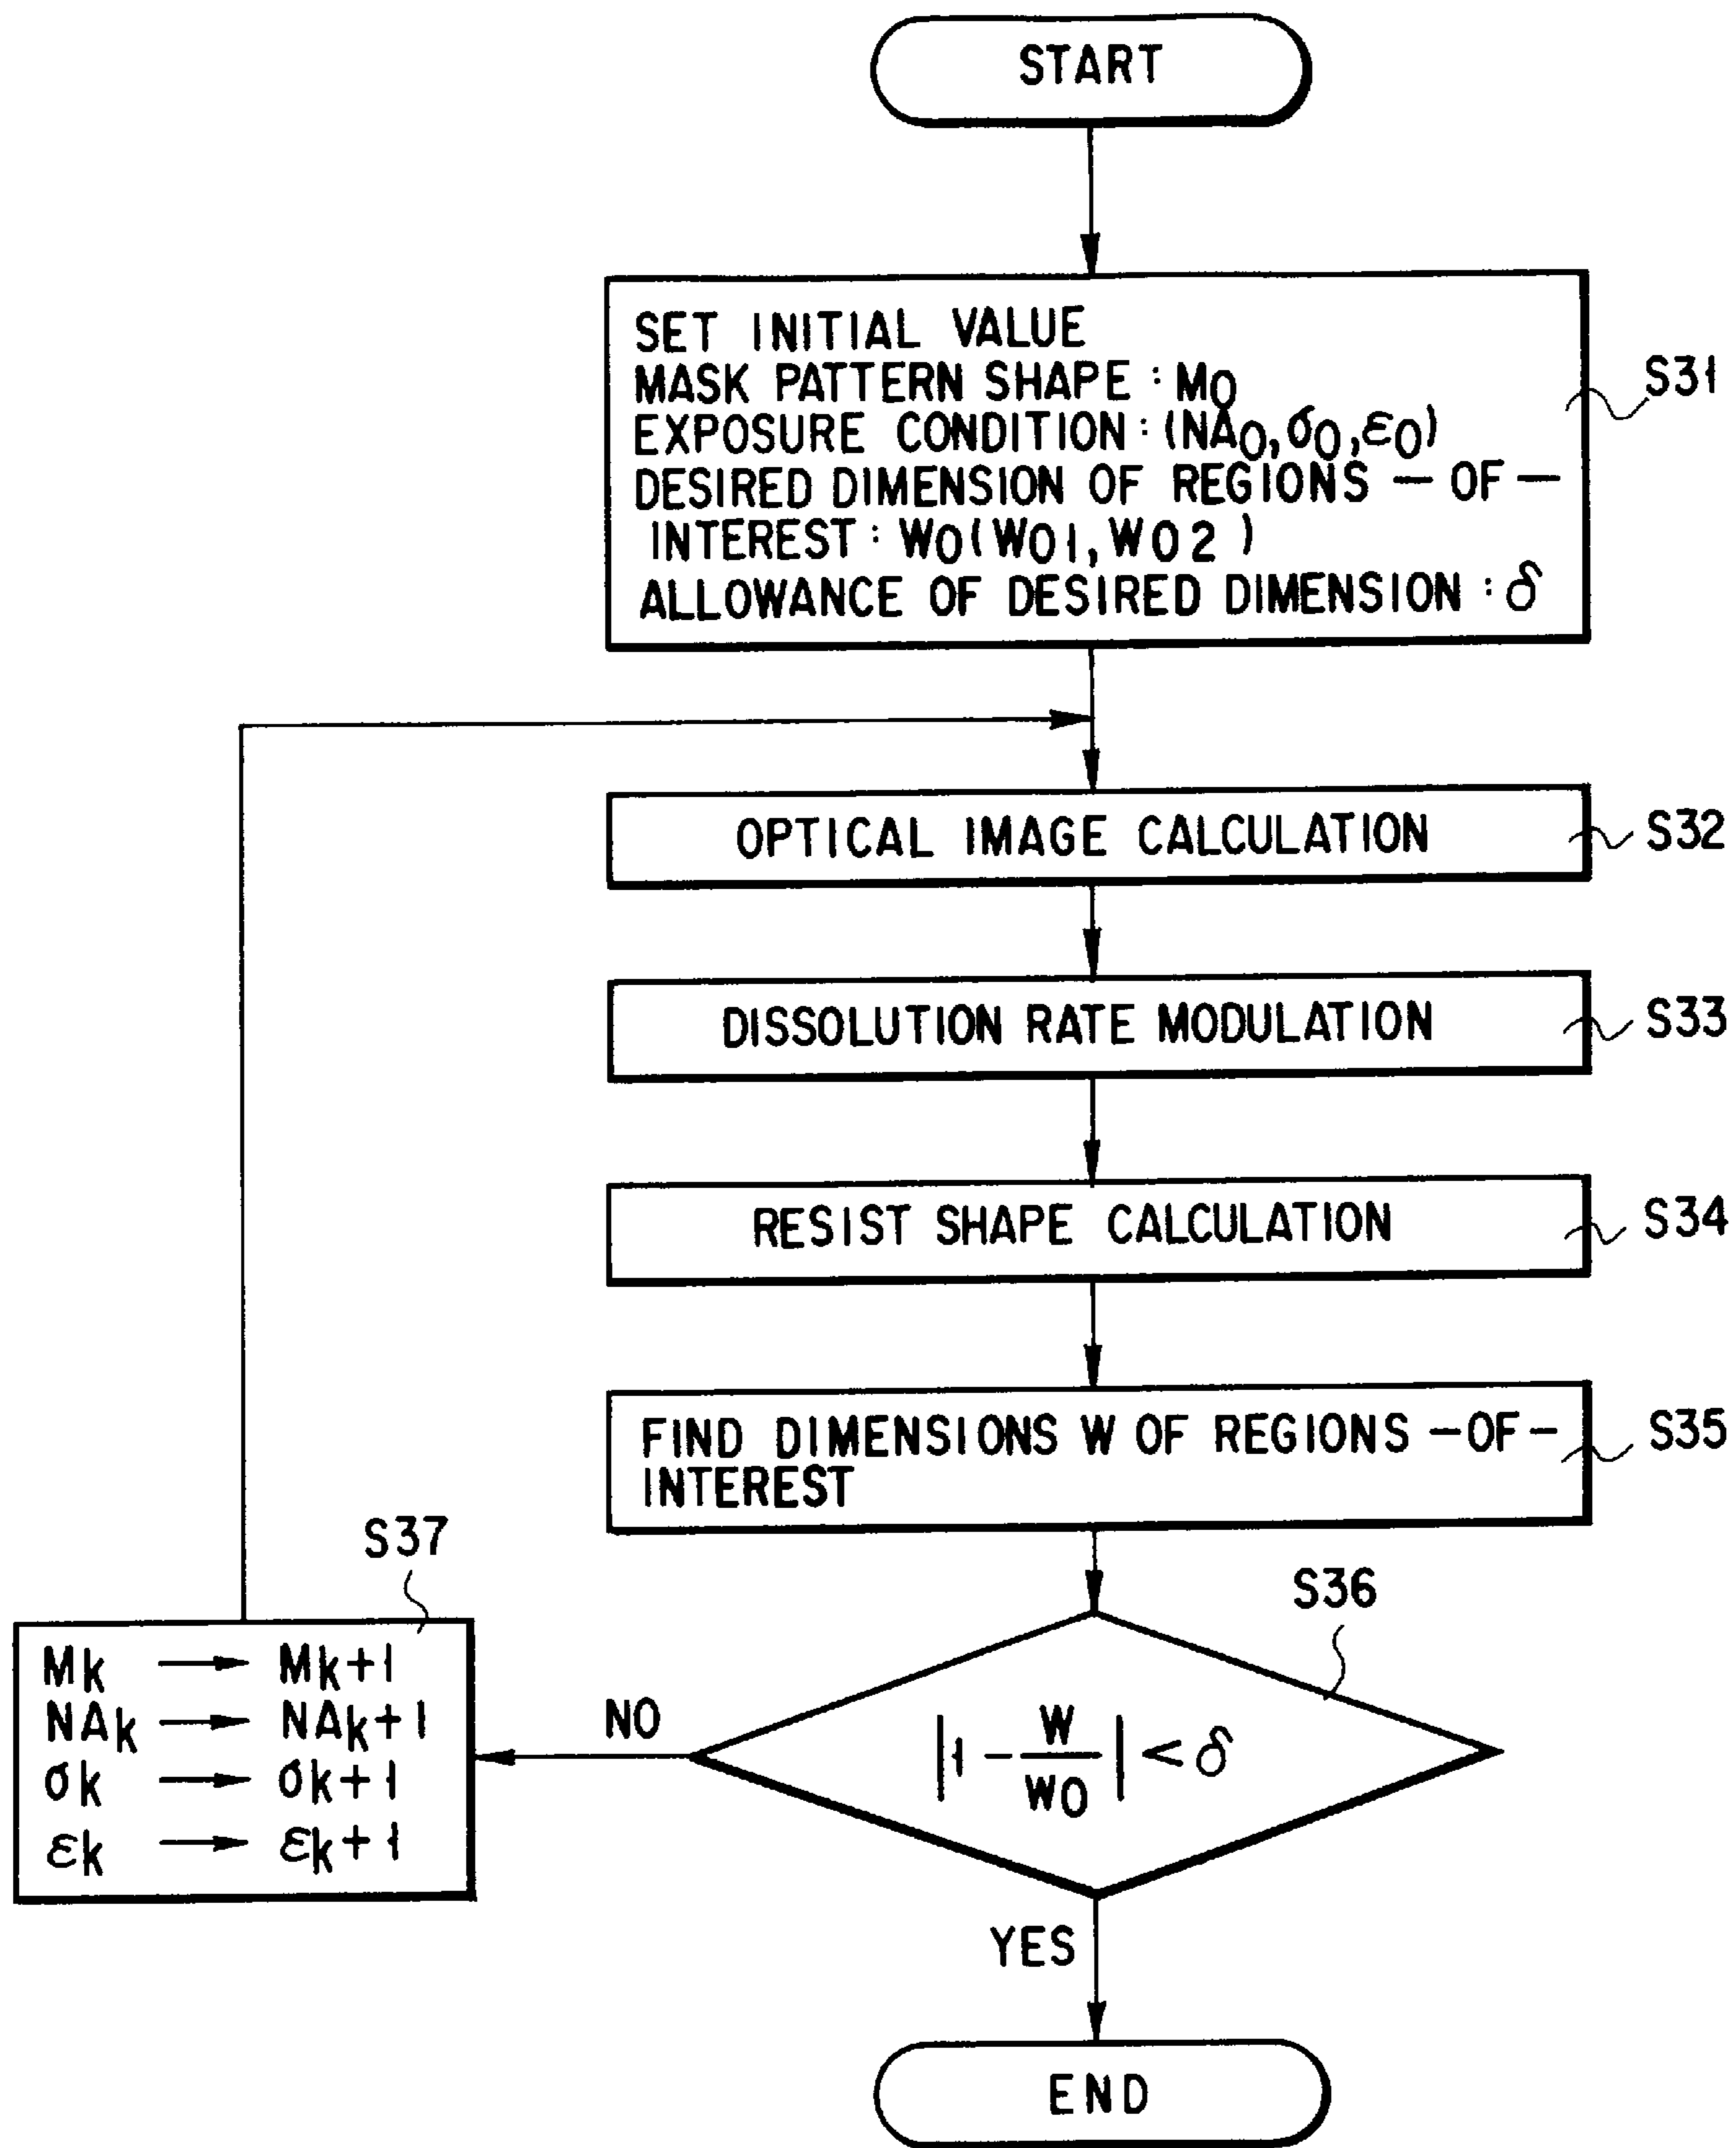 START
SET INITIAL VALUE
MASK PATTERN SHAPE : M0
EXPOSURE CONDITION : (NA0, σ0, ε0)
DESIRED DIMENSION OF REGIONS — OF —
INTEREST : W0(W01, W02)
ALLOWANCE OF DESIRED DIMENSION : δ
S31
OPTICAL IMAGE CALCULATION
S32
DISSOLUTION RATE MODULATION
S33
RESIST SHAPE CALCULATION
S34
FIND DIMENSIONS W OF REGIONS —OF—
INTEREST
S35
S36
|1 - W/W0| < δ
NO
S37
Mk → Mk+1
NAk → NAk+1
σk → σk+1
εk → εk+1
YES
END